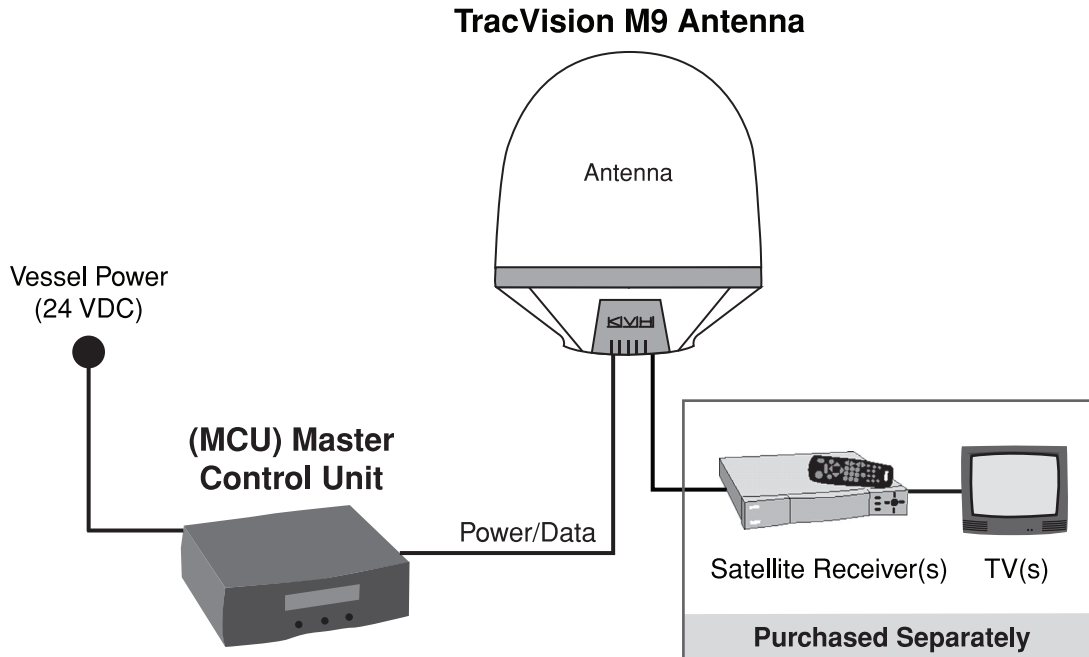 TracVision M9 Antenna
Antenna
KVH
Vessel Power
(24 VDC)
(MCU) Master
Control Unit
Power/Data
Satellite Receiver(s)
TV(s)
Purchased Separately